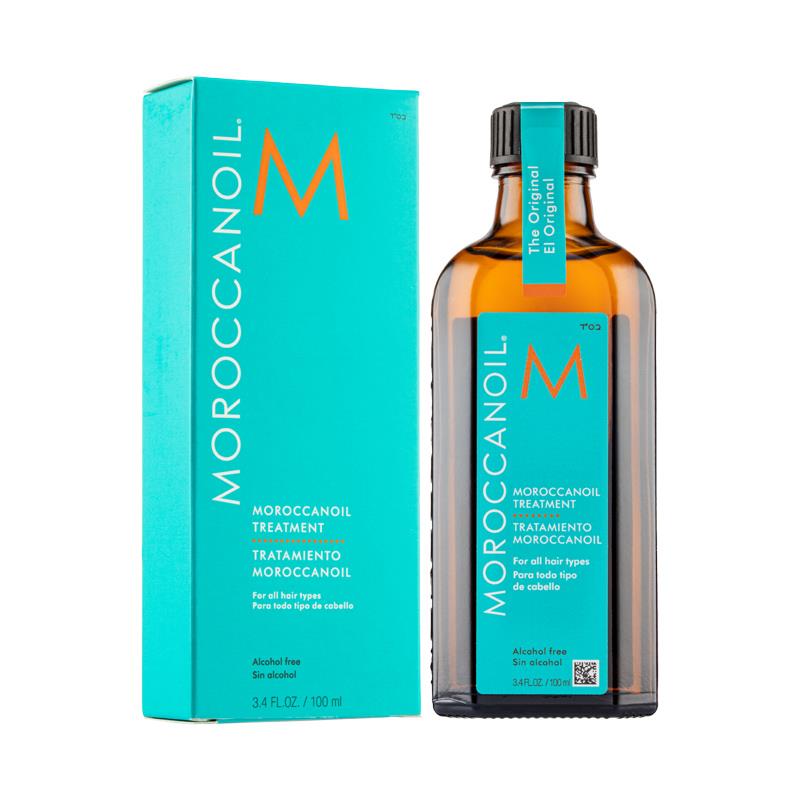 MOROCCANOIL®
M
בס"ד
MOROCCANOIL
TREATMENT
TRATAMIENTO
MOROCCANOIL
For all hair types
Para todo tipo de cabello
Alcohol free
Sin alcohol
3.4 FL.OZ. / 100 ml
The Original
El Original
בס"ד
MOROCCANOIL®
M
MOROCCANOIL
TREATMENT
TRATAMIENTO
MOROCCANOIL
For all hair types
Para todo tipo
de cabello
Alcohol free
Sin alcohol
3.4 FL.OZ. / 100 ml